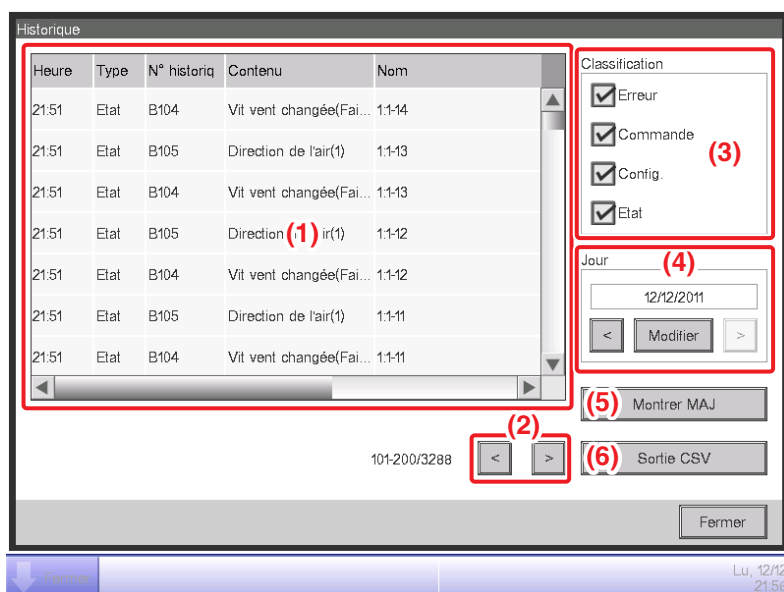 Historique
Heure Type N° historiq Contenu Nom
21:51 Etat B104 Vit vent changée(Fai... 1:1-14
21:51 Etat B105 Direction de l'air(1) 1:1-13
21:51 Etat B104 Vit vent changée(Fai... 1:1-13
21:51 Etat B105 Direction (1) ir(1) 1:1-12
21:51 Etat B104 Vit vent changée(Fai... 1:1-12
21:51 Etat B105 Direction de l'air(1) 1:1-11
21:51 Etat B104 Vit vent changée(Fai... 1:1-11
(2)
101-200/3288 < >
Classification
Erreur
Commande
(3)
Config.
Etat
Jour
(4)
12/12/2011
< Modifier >
(5) Montrer MAJ
(6) Sortie CSV
Fermer
Fermer
Lu, 12/12
21:56